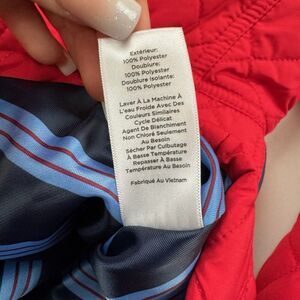 Extérieur:
100% Polyester
Doublure:
100% Polyester
Doublure Isolante:
100% Polyester
Laver À La Machine À
L'eau Froide Avec Des
Couleurs Similaires
Cycle Délicat
Agent De Blanchiment
Non Chloré Seulement
Au Besoin
Sécher Par Culbutage
À Basse Température
Repasser À Basse
Température Au Besoin
Fabriqué Au Vietnam